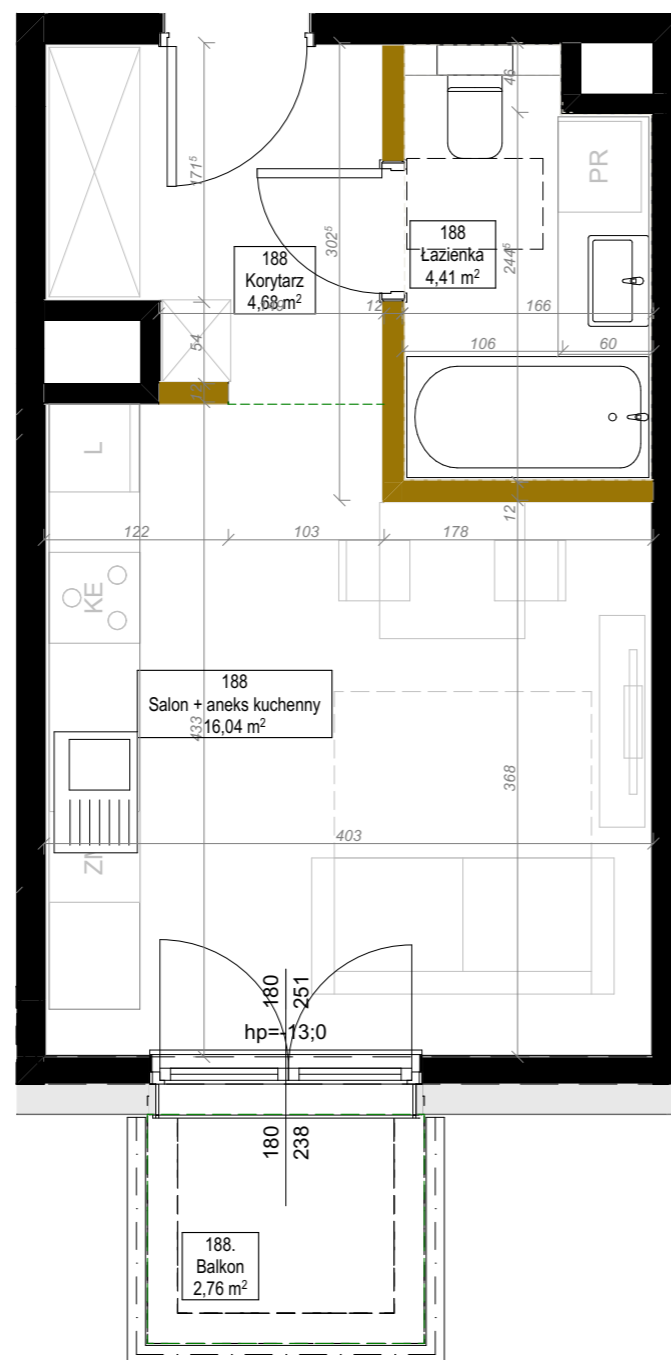 46
171⁵
PR
302⁵
188
Korytarz
4,68 m²
188
Łazienka
4,41 m²
244⁵
149
12
166
54
106
60
12
L
12
122
103
178
KE
188
Salon + aneks kuchenny
16,04 m²
433
368
403
180
251
hp=-13;0
180
238
188.
Balkon
2,76 m²